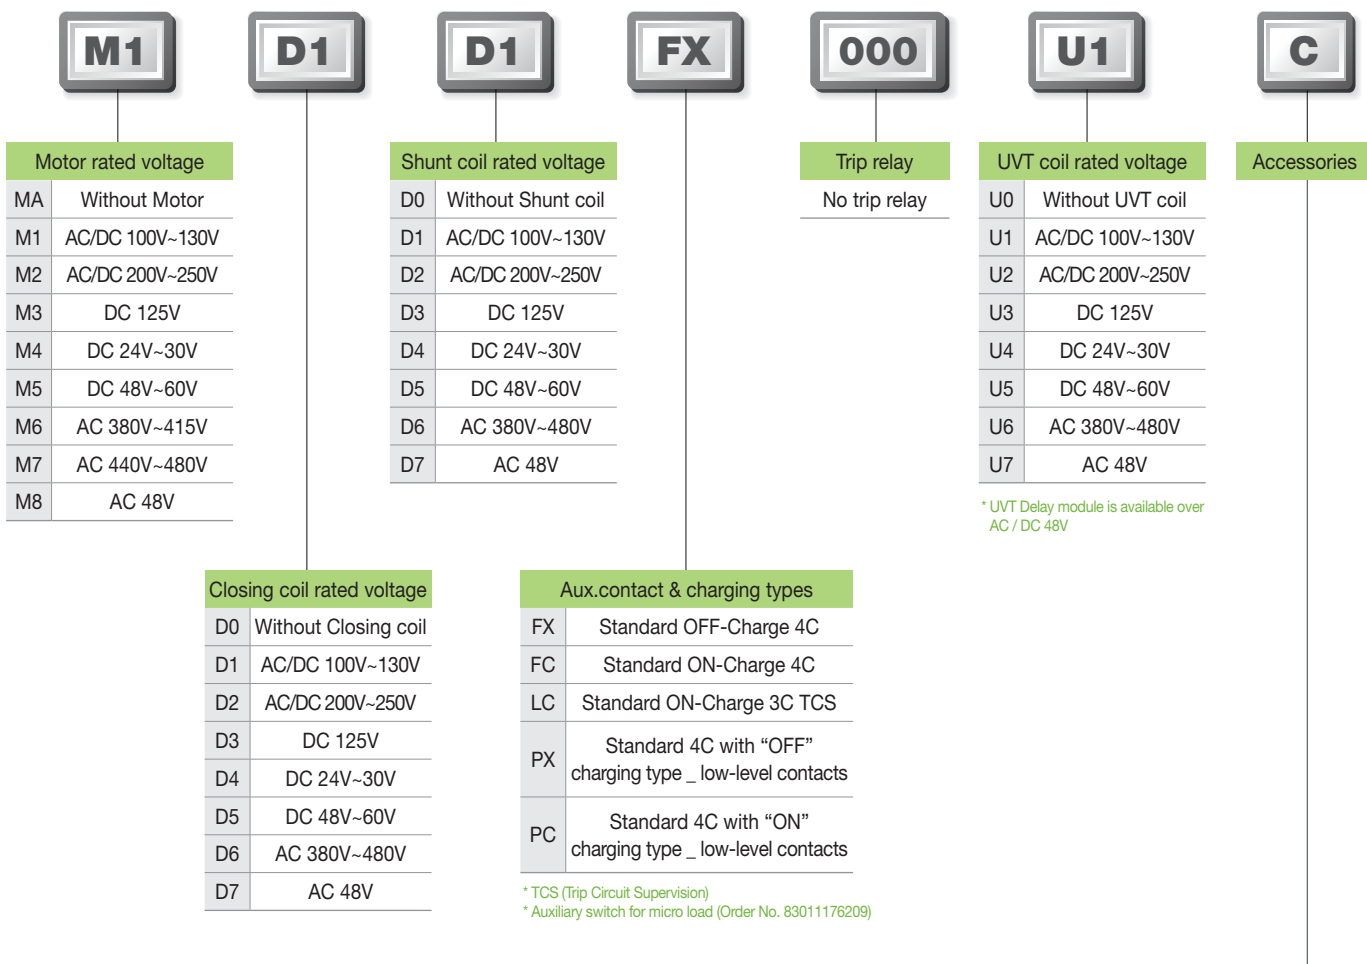 M1 D1 D1 FX 000 U1 C
Motor rated voltage
MA Without Motor
M1 AC/DC 100V~130V
M2 AC/DC 200V~250V
M3 DC 125V
M4 DC 24V~30V
M5 DC 48V~60V
M6 AC 380V~415V
M7 AC 440V~480V
M8 AC 48V
Shunt coil rated voltage
D0 Without Shunt coil
D1 AC/DC 100V~130V
D2 AC/DC 200V~250V
D3 DC 125V
D4 DC 24V~30V
D5 DC 48V~60V
D6 AC 380V~480V
D7 AC 48V
Trip relay
No trip relay
UVT coil rated voltage
U0 Without UVT coil
U1 AC/DC 100V~130V
U2 AC/DC 200V~250V
U3 DC 125V
U4 DC 24V~30V
U5 DC 48V~60V
U6 AC 380V~480V
U7 AC 48V
* UVT Delay module is available over
AC / DC 48V
Accessories
Closing coil rated voltage
D0 Without Closing coil
D1 AC/DC 100V~130V
D2 AC/DC 200V~250V
D3 DC 125V
D4 DC 24V~30V
D5 DC 48V~60V
D6 AC 380V~480V
D7 AC 48V
Aux.contact & charging types
FX Standard OFF-Charge 4C
FC Standard ON-Charge 4C
LC Standard ON-Charge 3C TCS
PX Standard 4C with “OFF”
charging type _ low-level contacts
PC Standard 4C with “ON”
charging type _ low-level contacts
* TCS (Trip Circuit Supervision)
* Auxiliary switch for micro load (Order No. 83011176209)